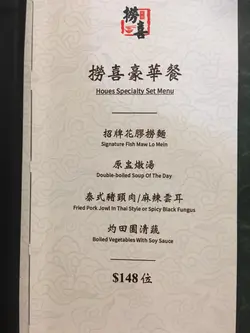 撈喜
撈喜豪華餐
Houes Specialty Set Menu
招牌花膠撈麵
Signature Fish Maw Lo Mein
原盅燉湯
Double-boiled Soup Of The Day
泰式豬頸肉/麻辣雲耳
Fried Pork Jowl In Thai Style or Spicy Black Fungus
灼田園清蔬
Boiled Vegetables With Soy Sauce
$148 位